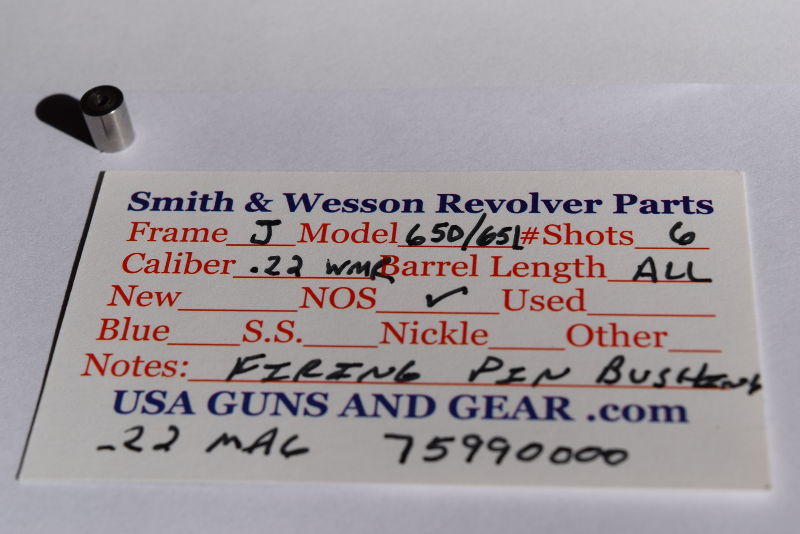 Smith & Wesson Revolver Parts
Frame J Model 650/651 #Shots 6
Caliber .22 WMR Barrel Length ALL
New NOS ✓ Used
Blue S.S. Nickle Other
Notes: FIRING PIN BUSHING
USA GUNS AND GEAR .com
.22 MAG 75990000